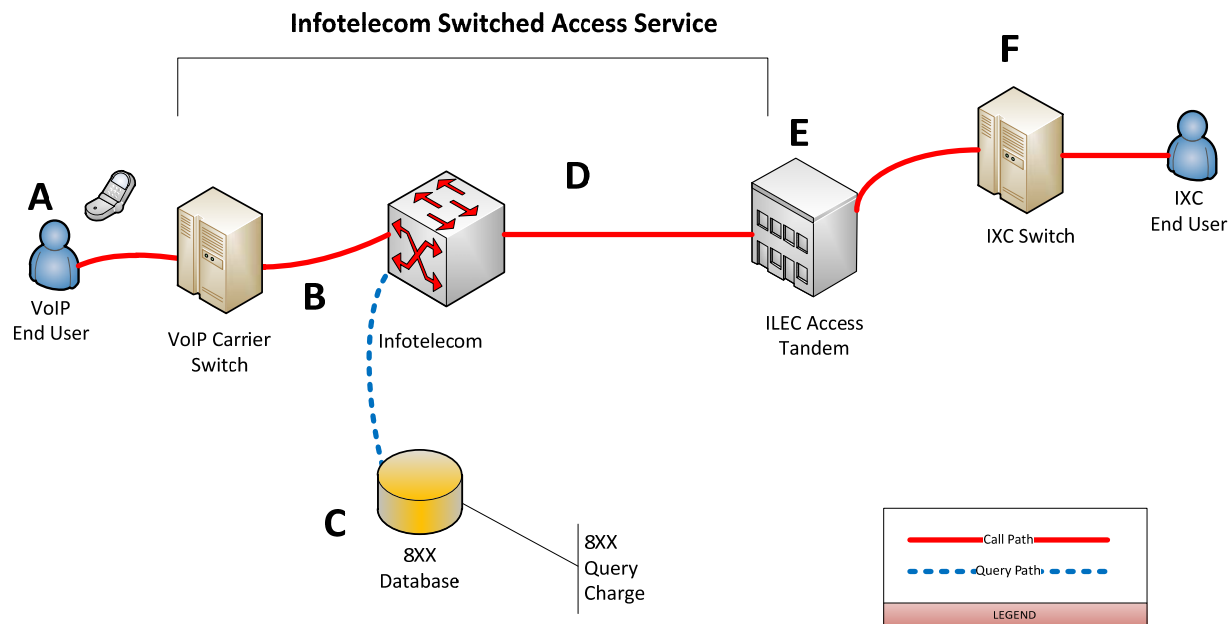 Infotelecom Switched Access Service
F
E
D
A
IXC
End User
IXC Switch
B
VoIP
End User
VoIP Carrier
Switch
Infotelecom
ILEC Access
Tandem
C
8XX
Database
8XX
Query
Charge
Call Path
Query Path
LEGEND